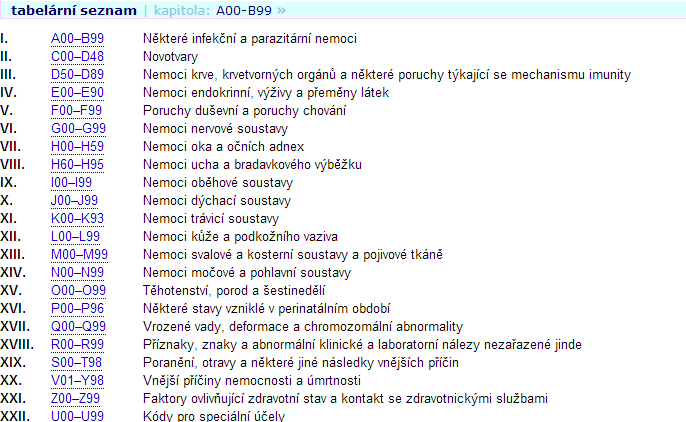 tabelární seznam | kapitola: A00-B99 »
I. A00–B99 Některé infekční a parazitární nemoci
II. C00–D48 Novotvary
III. D50–D89 Nemoci krve, krvetvorných orgánů a některé poruchy týkající se mechanismu imunity
IV. E00–E90 Nemoci endokrinní, výživy a přeměny látek
V. F00–F99 Poruchy duševní a poruchy chování
VI. G00–G99 Nemoci nervové soustavy
VII. H00–H59 Nemoci oka a očních adnex
VIII. H60–H95 Nemoci ucha a bradavkového výběžku
IX. I00–I99 Nemoci oběhové soustavy
X. J00–J99 Nemoci dýchací soustavy
XI. K00–K93 Nemoci trávicí soustavy
XII. L00–L99 Nemoci kůže a podkožního vaziva
XIII. M00–M99 Nemoci svalové a kosterní soustavy a pojivové tkáně
XIV. N00–N99 Nemoci močové a pohlavní soustavy
XV. O00–O99 Těhotenství, porod a šestinedělí
XVI. P00–P96 Některé stavy vzniklé v perinatálním období
XVII. Q00–Q99 Vrozené vady, deformace a chromozomální abnormality
XVIII. R00–R99 Příznaky, znaky a abnormální klinické a laboratorní nálezy nezařazené jinde
XIX. S00–T98 Poranění, otravy a některé jiné následky vnějších příčin
XX. V01–Y98 Vnější příčiny nemocnosti a úmrtnosti
XXI. Z00–Z99 Faktory ovlivňující zdravotní stav a kontakt se zdravotnickými službami
XXII. U00–U99 Kódy pro speciální účely